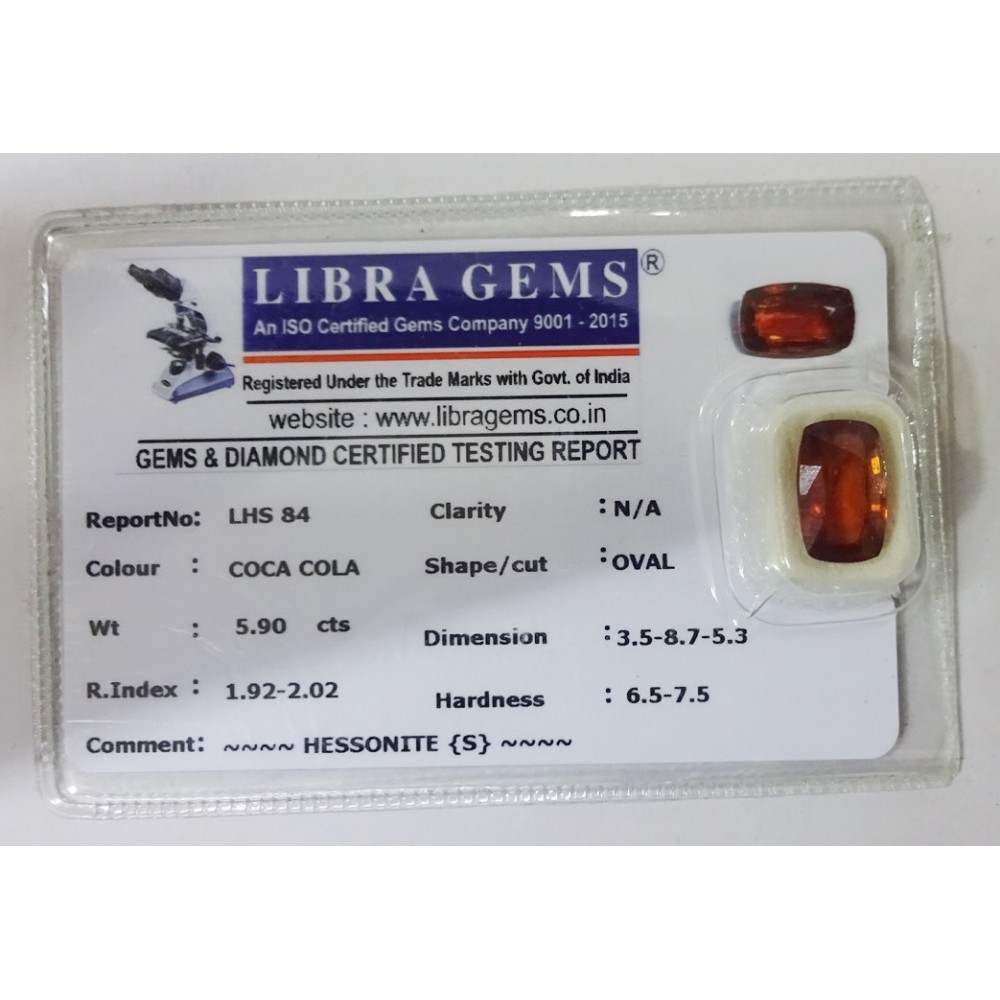 LIBRA GEMS ®
An ISO Certified Gems Company 9001 - 2015
Registered Under the Trade Marks with Govt. of India
website : www.libragems.co.in
GEMS & DIAMOND CERTIFIED TESTING REPORT
ReportNo: LHS 84 Clarity : N/A
Colour : COCA COLA Shape/cut : OVAL
Wt : 5.90 cts Dimension : 3.5-8.7-5.3
R.Index : 1.92-2.02 Hardness : 6.5-7.5
Comment: ~~~~ HESSONITE {S} ~~~~